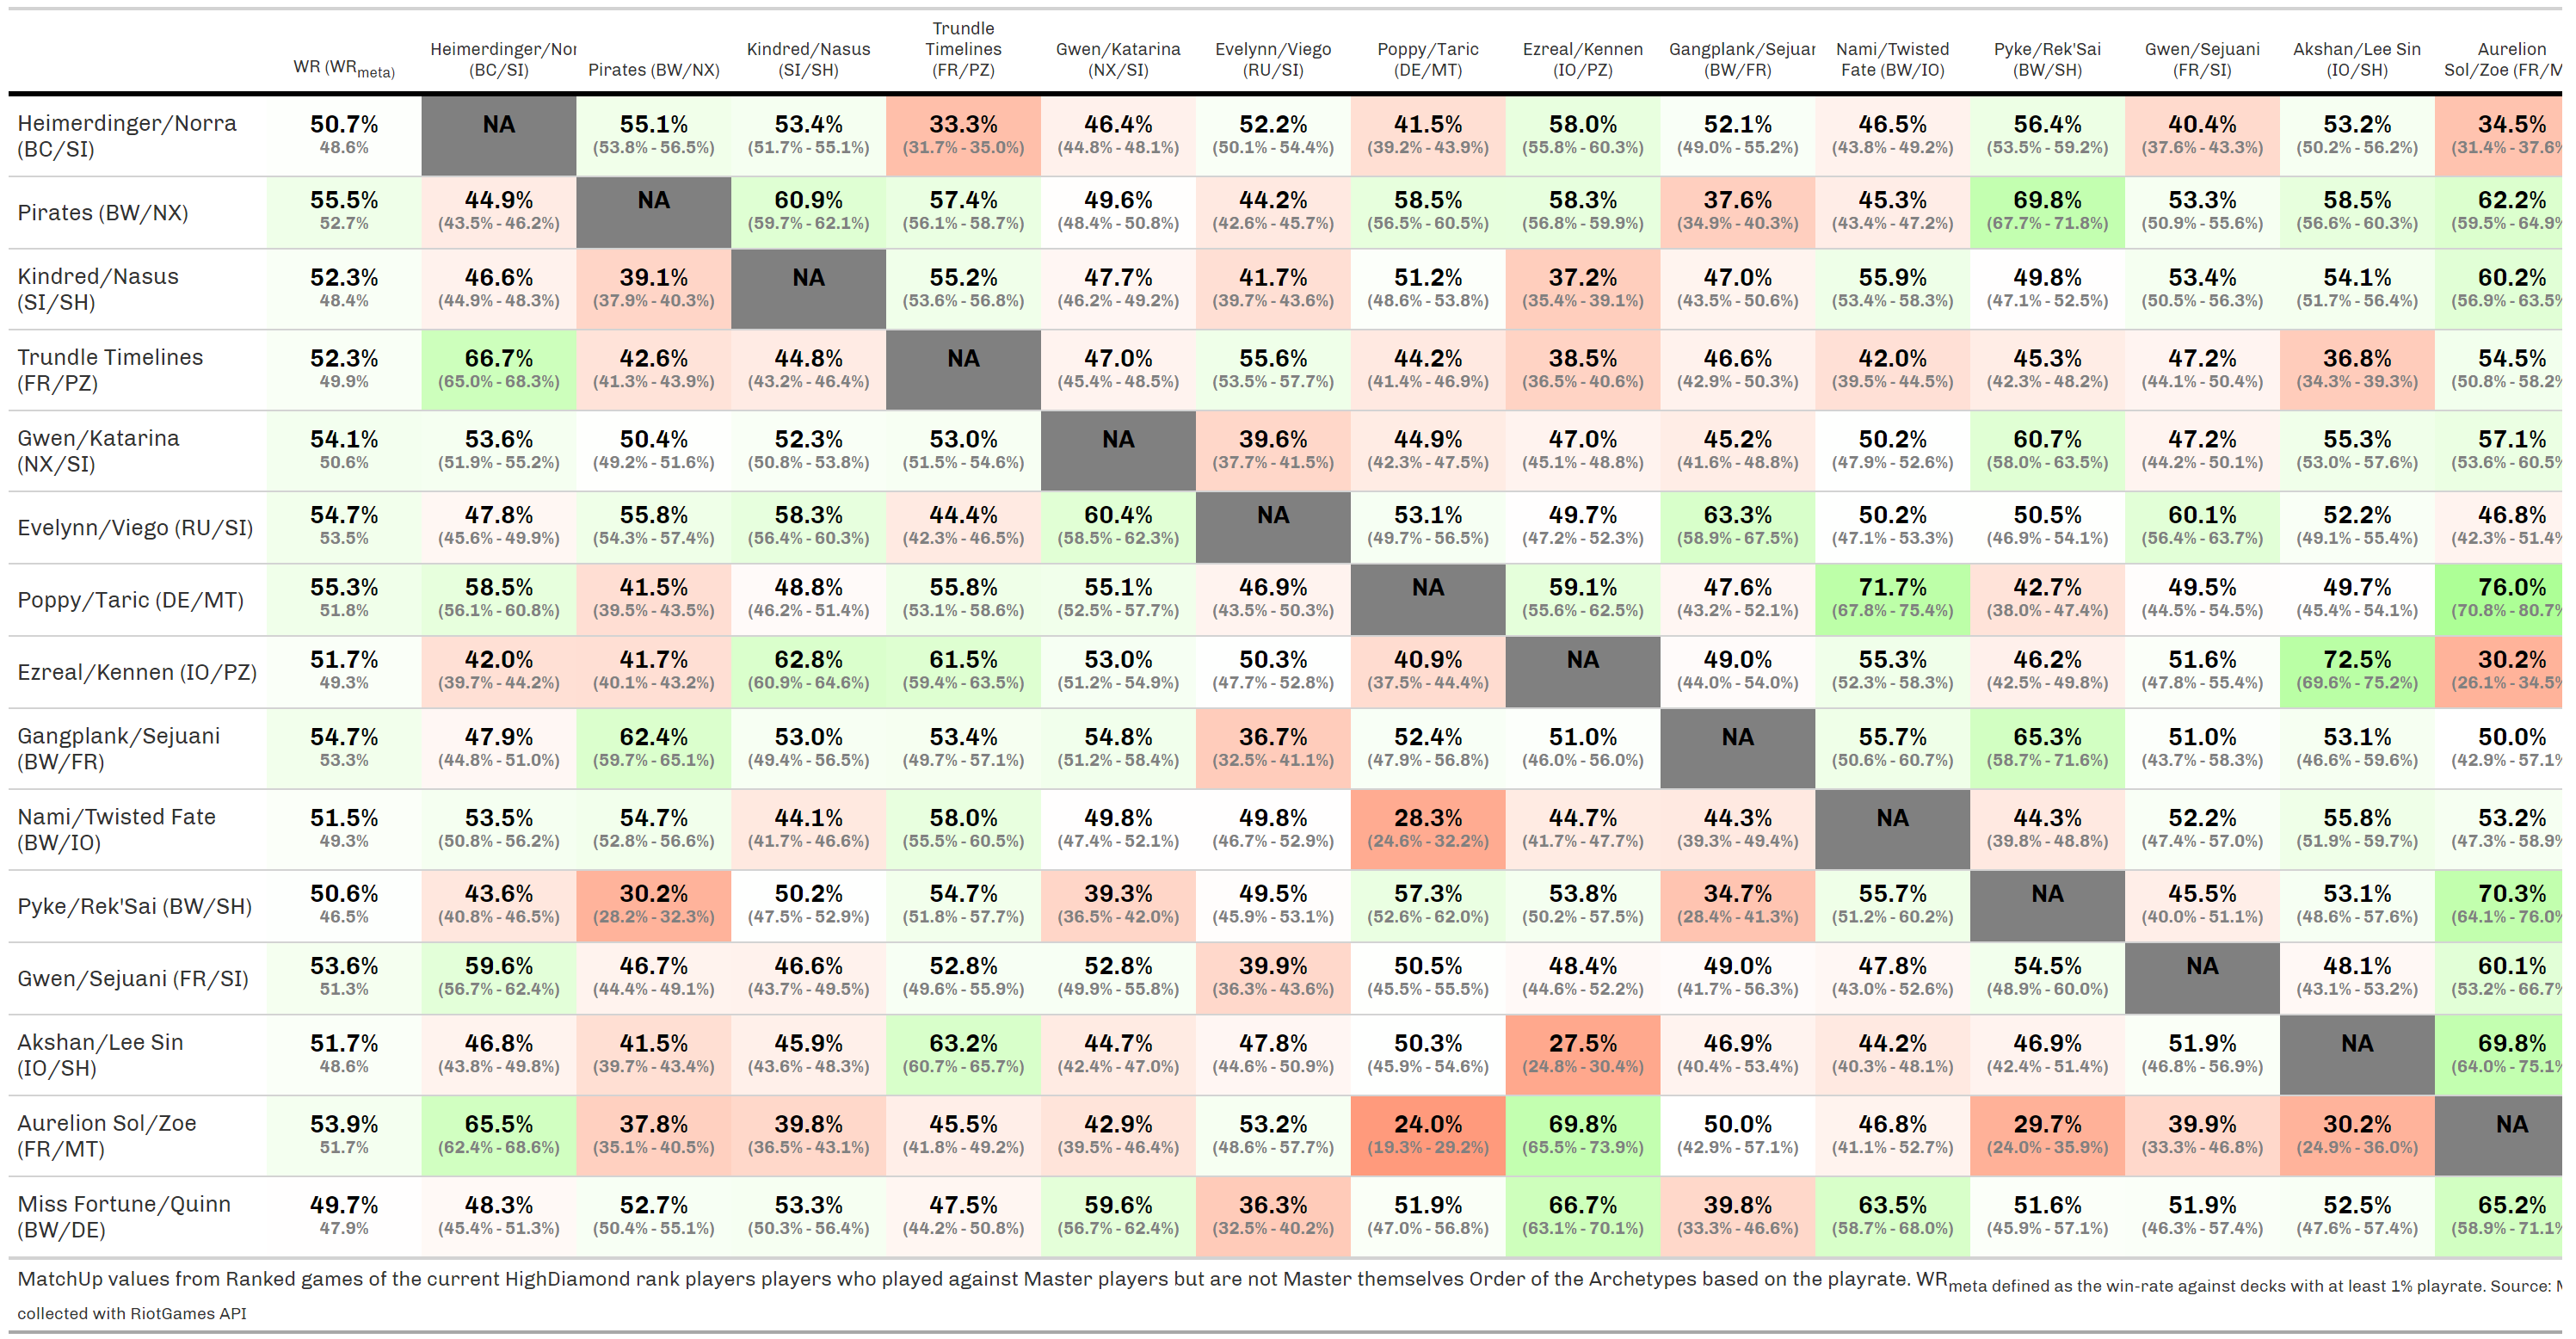 WR (WRmeta) Heimerdinger/Nor (BC/SI) Pirates (BW/NX) Kindred/Nasus (SI/SH) Trundle Timelines (FR/PZ) Gwen/Katarina (NX/SI) Evelynn/Viego (RU/SI) Poppy/Taric (DE/MT) Ezreal/Kennen (IO/PZ) Gangplank/Sejuar (BW/FR) Nami/Twisted Fate (BW/IO) Pyke/Rek'Sai (BW/SH) Gwen/Sejuani (FR/SI) Akshan/Lee Sin (IO/SH) Aurelion Sol/Zoe (FR/M
Heimerdinger/Norra 50.7% NA 55.1% 53.4% 33.3% 46.4% 52.2% 41.5% 58.0% 52.1% 46.5% 56.4% 40.4% 53.2% 34.5%
(BC/SI) 48.6% (53.8% - 56.5%) (51.7% - 55.1%) (31.7% - 35.0%) (44.8% - 48.1%) (50.1% - 54.4%) (39.2% - 43.9%) (55.8% - 60.3%) (49.0% - 55.2%) (43.8% - 49.2%) (53.5% - 59.2%) (37.6% - 43.3%) (50.2% - 56.2%) (31.4% - 37.6%
Pirates (BW/NX) 55.5% 44.9% NA 60.9% 57.4% 49.6% 44.2% 58.5% 58.3% 37.6% 45.3% 69.8% 53.3% 58.5% 62.2%
52.7% (43.5% - 46.2%) (59.7% - 62.1%) (56.1% - 58.7%) (48.4% - 50.8%) (42.6% - 45.7%) (56.5% - 60.5%) (56.8% - 59.9%) (34.9% - 40.3%) (43.4% - 47.2%) (67.7% - 71.8%) (50.9% - 55.6%) (56.6% - 60.3%) (59.5% - 64.9%
Kindred/Nasus 52.3% 46.6% 39.1% NA 55.2% 47.7% 41.7% 51.2% 37.2% 47.0% 55.9% 49.8% 53.4% 54.1% 60.2%
(SI/SH) 48.4% (44.9% - 48.3%) (37.9% - 40.3%) (53.6% - 56.8%) (46.2% - 49.2%) (39.7% - 43.6%) (48.6% - 53.8%) (35.4% - 39.1%) (43.5% - 50.6%) (53.4% - 58.3%) (47.1% - 52.5%) (50.5% - 56.3%) (51.7% - 56.4%) (56.9% - 63.5%
Trundle Timelines 52.3% 66.7% 42.6% 44.8% NA 47.0% 55.6% 44.2% 38.5% 46.6% 42.0% 45.3% 47.2% 36.8% 54.5%
(FR/PZ) 49.9% (65.0% - 68.3%) (41.3% - 43.9%) (43.2% - 46.4%) (45.4% - 48.5%) (53.5% - 57.7%) (41.4% - 46.9%) (36.5% - 40.6%) (42.9% - 50.3%) (39.5% - 44.5%) (42.3% - 48.2%) (44.1% - 50.4%) (34.3% - 39.3%) (50.8% - 58.2%
Gwen/Katarina 54.1% 53.6% 50.4% 52.3% 53.0% NA 39.6% 44.9% 47.0% 45.2% 50.2% 60.7% 47.2% 55.3% 57.1%
(NX/SI) 50.6% (51.9% - 55.2%) (49.2% - 51.6%) (50.8% - 53.8%) (51.5% - 54.6%) (37.7% - 41.5%) (42.3% - 47.5%) (45.1% - 48.8%) (41.6% - 48.8%) (47.9% - 52.6%) (58.0% - 63.5%) (44.2% - 50.1%) (53.0% - 57.6%) (53.6% - 60.5%
Evelynn/Viego (RU/SI) 54.7% 47.8% 55.8% 58.3% 44.4% 60.4% NA 53.1% 49.7% 63.3% 50.2% 50.5% 60.1% 52.2% 46.8%
53.5% (45.6% - 49.9%) (54.3% - 57.4%) (56.4% - 60.3%) (42.3% - 46.5%) (58.5% - 62.3%) (49.7% - 56.5%) (47.2% - 52.3%) (58.9% - 67.5%) (47.1% - 53.3%) (46.9% - 54.1%) (56.4% - 63.7%) (49.1% - 55.4%) (42.3% - 51.4%
Poppy/Taric (DE/MT) 55.3% 58.5% 41.5% 48.8% 55.8% 55.1% 46.9% NA 59.1% 47.6% 71.7% 42.7% 49.5% 49.7% 76.0%
51.8% (56.1% - 60.8%) (39.5% - 43.5%) (46.2% - 51.4%) (53.1% - 58.6%) (52.5% - 57.7%) (43.5% - 50.3%) (55.6% - 62.5%) (43.2% - 52.1%) (67.8% - 75.4%) (38.0% - 47.4%) (44.5% - 54.5%) (45.4% - 54.1%) (70.8% - 80.7%
Ezreal/Kennen (IO/PZ) 51.7% 42.0% 41.7% 62.8% 61.5% 53.0% 50.3% 40.9% NA 49.0% 55.3% 46.2% 51.6% 72.5% 30.2%
49.3% (39.7% - 44.2%) (40.1% - 43.2%) (60.9% - 64.6%) (59.4% - 63.5%) (51.2% - 54.9%) (47.7% - 52.8%) (37.5% - 44.4%) (44.0% - 54.0%) (52.3% - 58.3%) (42.5% - 49.8%) (47.8% - 55.4%) (69.6% - 75.2%) (26.1% - 34.5%
Gangplank/Sejuani 54.7% 47.9% 62.4% 53.0% 53.4% 54.8% 36.7% 52.4% 51.0% NA 55.7% 65.3% 51.0% 53.1% 50.0%
(BW/FR) 53.3% (44.8% - 51.0%) (59.7% - 65.1%) (49.4% - 56.5%) (49.7% - 57.1%) (51.2% - 58.4%) (32.5% - 41.1%) (47.9% - 56.8%) (46.0% - 56.0%) (50.6% - 60.7%) (58.7% - 71.6%) (43.7% - 58.3%) (46.6% - 59.6%) (42.9% - 57.1%
Nami/Twisted Fate 51.5% 53.5% 54.7% 44.1% 58.0% 49.8% 49.8% 28.3% 44.7% 44.3% NA 44.3% 52.2% 55.8% 53.2%
(BW/IO) 49.3% (50.8% - 56.2%) (52.8% - 56.6%) (41.7% - 46.6%) (55.5% - 60.5%) (47.4% - 52.1%) (46.7% - 52.9%) (24.6% - 32.2%) (41.7% - 47.7%) (39.3% - 49.4%) (39.8% - 48.8%) (47.4% - 57.0%) (51.9% - 59.7%) (47.3% - 58.9%
Pyke/Rek'Sai (BW/SH) 50.6% 43.6% 30.2% 50.2% 54.7% 39.3% 49.5% 57.3% 53.8% 34.7% 55.7% NA 45.5% 53.1% 70.3%
46.5% (40.8% - 46.5%) (28.2% - 32.3%) (47.5% - 52.9%) (51.8% - 57.7%) (36.5% - 42.0%) (45.9% - 53.1%) (52.6% - 62.0%) (50.2% - 57.5%) (28.4% - 41.3%) (51.2% - 60.2%) (40.0% - 51.1%) (48.6% - 57.6%) (64.1% - 76.0%
Gwen/Sejuani (FR/SI) 53.6% 59.6% 46.7% 46.6% 52.8% 52.8% 39.9% 50.5% 48.4% 49.0% 47.8% 54.5% NA 48.1% 60.1%
51.3% (56.7% - 62.4%) (44.4% - 49.1%) (43.7% - 49.5%) (49.6% - 55.9%) (49.9% - 55.8%) (36.3% - 43.6%) (45.5% - 55.5%) (44.6% - 52.2%) (41.7% - 56.3%) (43.0% - 52.6%) (48.9% - 60.0%) (43.1% - 53.2%) (53.2% - 66.7%
Akshan/Lee Sin 51.7% 46.8% 41.5% 45.9% 63.2% 44.7% 47.8% 50.3% 27.5% 46.9% 44.2% 46.9% 51.9% NA 69.8%
(IO/SH) 48.6% (43.8% - 49.8%) (39.7% - 43.4%) (43.6% - 48.3%) (60.7% - 65.7%) (42.4% - 47.0%) (44.6% - 50.9%) (45.9% - 54.6%) (24.8% - 30.4%) (40.4% - 53.4%) (40.3% - 48.1%) (42.4% - 51.4%) (46.8% - 56.9%) (64.0% - 75.1%
Aurelion Sol/Zoe 53.9% 65.5% 37.8% 39.8% 45.5% 42.9% 53.2% 24.0% 69.8% 50.0% 46.8% 29.7% 39.9% 30.2% NA
(FR/MT) 51.7% (62.4% - 68.6%) (35.1% - 40.5%) (36.5% - 43.1%) (41.8% - 49.2%) (39.5% - 46.4%) (48.6% - 57.7%) (19.3% - 29.2%) (65.5% - 73.9%) (42.9% - 57.1%) (41.1% - 52.7%) (24.0% - 35.9%) (33.3% - 46.8%) (24.9% - 36.0%)
Miss Fortune/Quinn 49.7% 48.3% 52.7% 53.3% 47.5% 59.6% 36.3% 51.9% 66.7% 39.8% 63.5% 51.6% 51.9% 52.5% 65.2%
(BW/DE) 47.9% (45.4% - 51.3%) (50.4% - 55.1%) (50.3% - 56.4%) (44.2% - 50.8%) (56.7% - 62.4%) (32.5% - 40.2%) (47.0% - 56.8%) (63.1% - 70.1%) (33.3% - 46.6%) (58.7% - 68.0%) (45.9% - 57.1%) (46.3% - 57.4%) (47.6% - 57.4%) (58.9% - 71.1%
MatchUp values from Ranked games of the current HighDiamond rank players players who played against Master players but are not Master themselves Order of the Archetypes based on the playrate. WRmeta defined as the win-rate against decks with at least 1% playrate. Source:
collected with RiotGames API